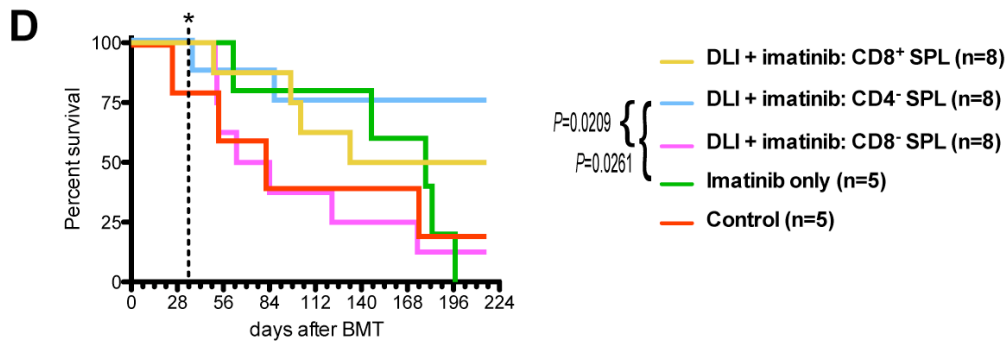 D
*
100
75
50
25
0
Percent survival
0 28 56 84 112 140 168 196 224
days after BMT
DLI + imatinib: CD8⁺ SPL (n=8)
DLI + imatinib: CD4⁻ SPL (n=8)
DLI + imatinib: CD8⁻ SPL (n=8)
Imatinib only (n=5)
Control (n=5)
P=0.0209 {
P=0.0261 {